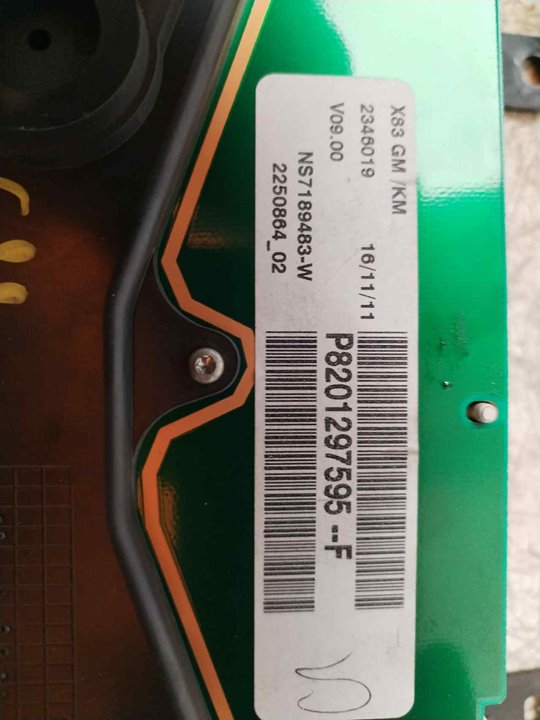 X83 GM /KM
2346019 16/11/11
V09.00
NS7189483-W
2250864_02
P8201297595 --F